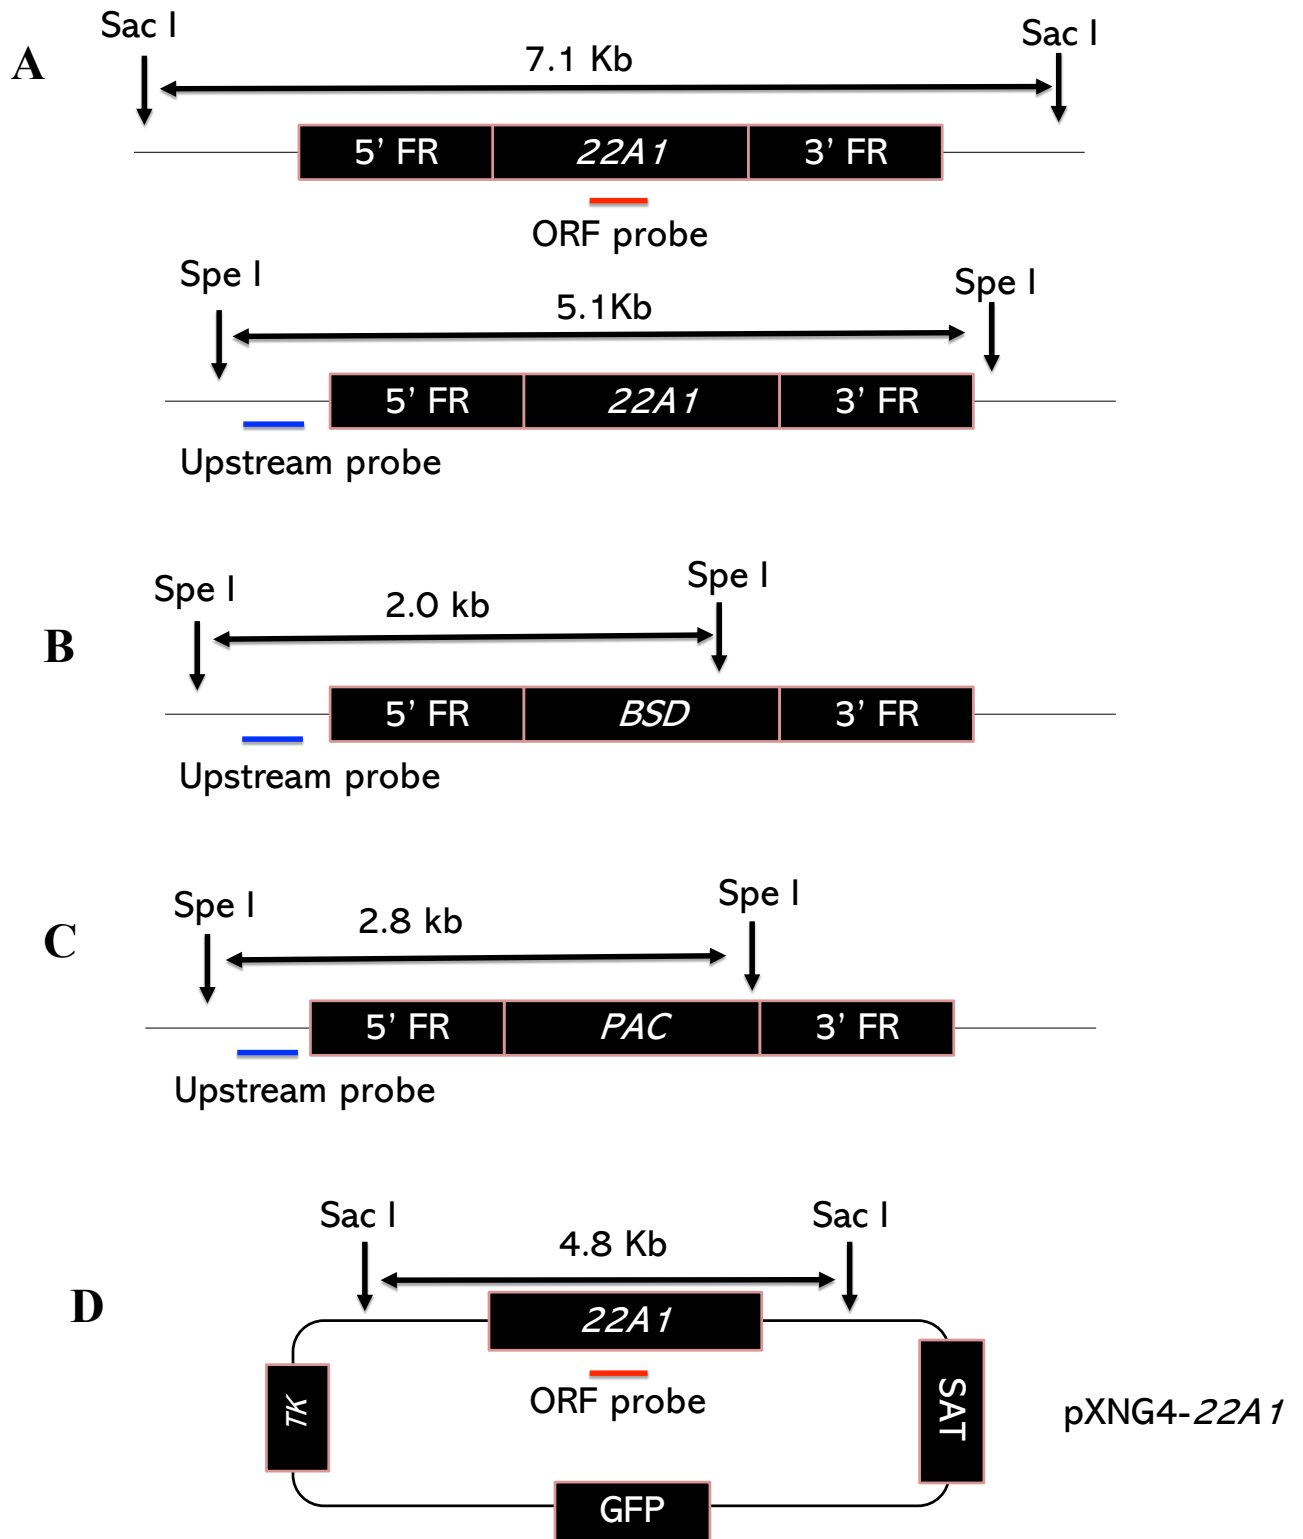 Sac I
Sac I
A
7.1 Kb
5' FR 22A1 3' FR
ORF probe
Spe I
Spe I
5.1Kb
5' FR 22A1 3' FR
Upstream probe
Spe I
Spe I
2.0 kb
B
5' FR BSD 3' FR
Upstream probe
Spe I
Spe I
2.8 kb
C
5' FR PAC 3' FR
Upstream probe
Sac I
Sac I
4.8 Kb
D
22A1
ORF probe
TK
SAT
pXNG4-22A1
GFP